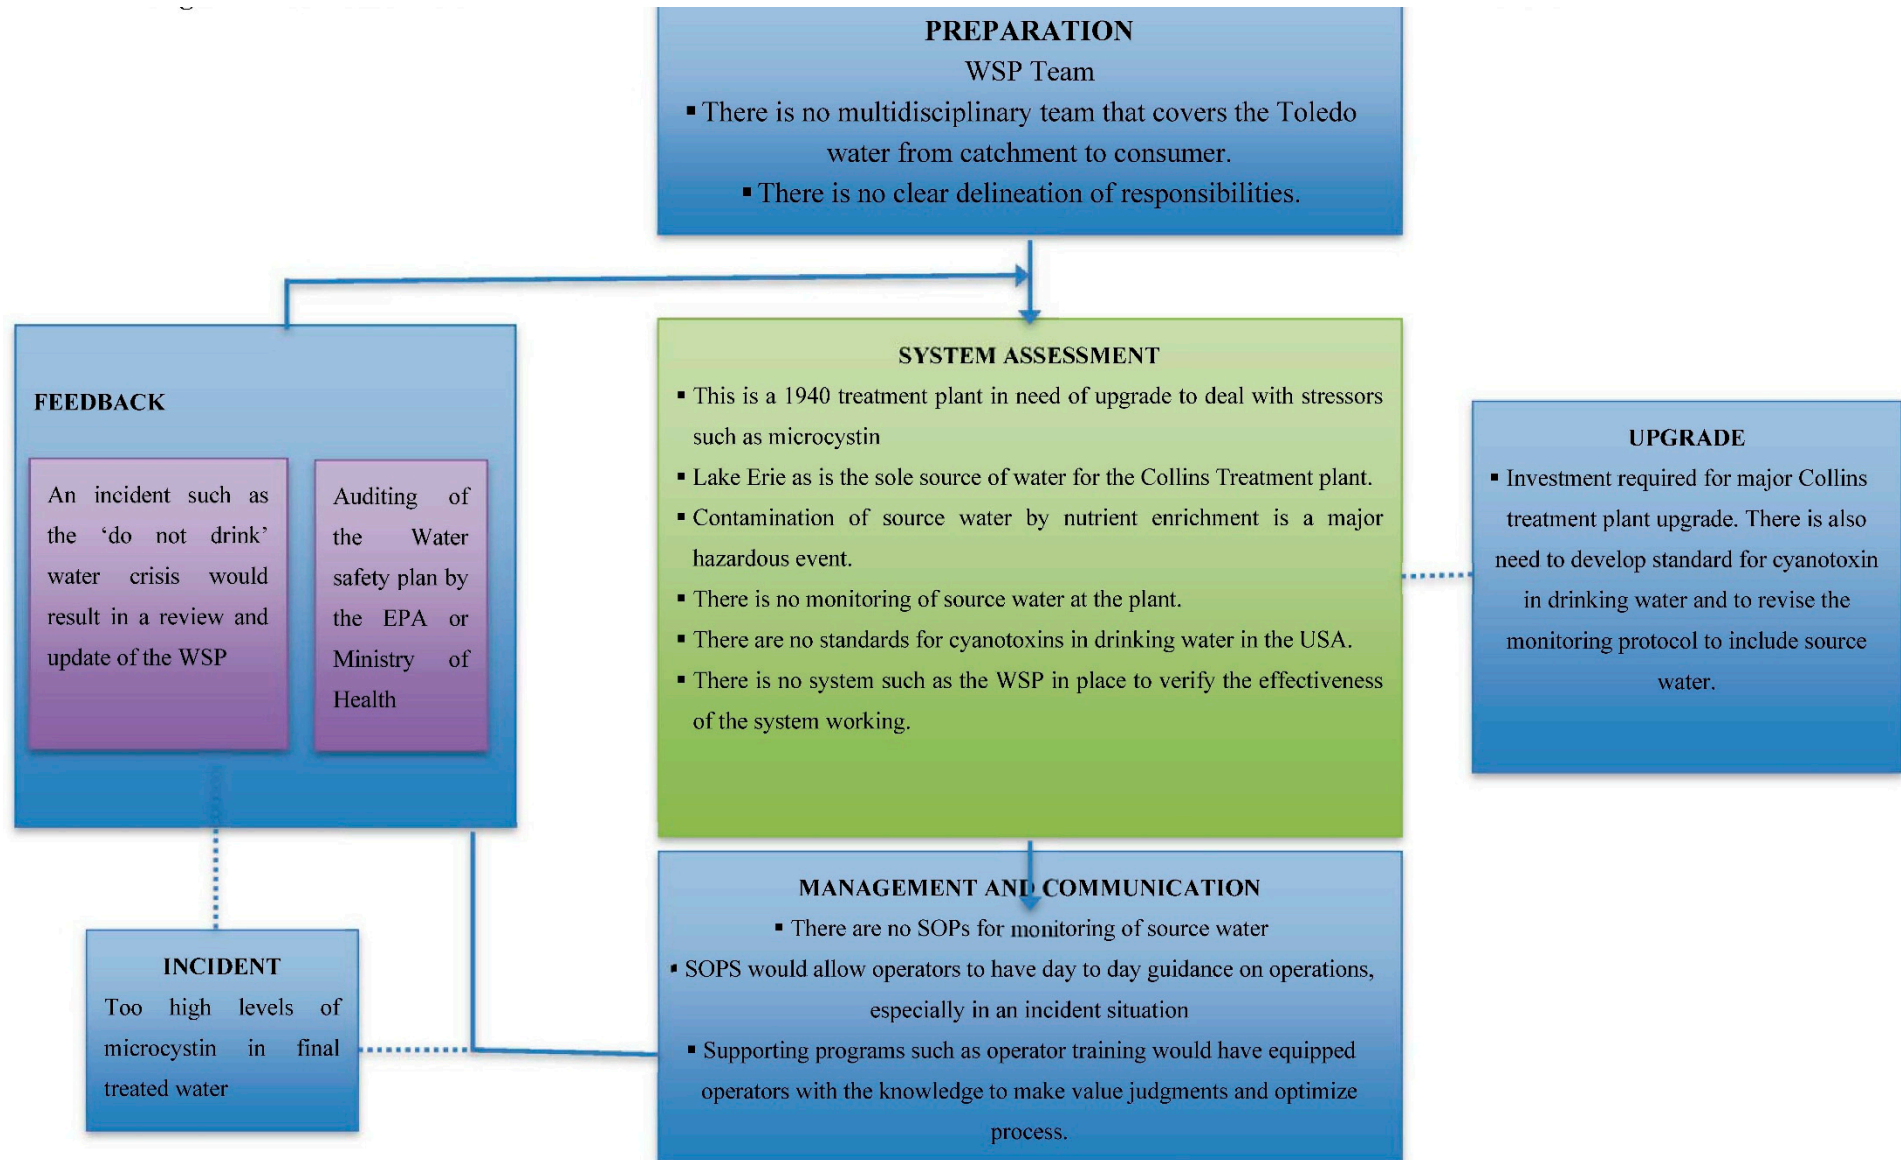 PREPARATION
WSP Team
▪ There is no multidisciplinary team that covers the Toledo
water from catchment to consumer.
▪ There is no clear delineation of responsibilities.
FEEDBACK
An incident such as
the ‘do not drink’
water crisis would
result in a review and
update of the WSP
Auditing of
the Water
safety plan by
the EPA or
Ministry of
Health
SYSTEM ASSESSMENT
▪ This is a 1940 treatment plant in need of upgrade to deal with stressors
such as microcystin
▪ Lake Erie as is the sole source of water for the Collins Treatment plant.
▪ Contamination of source water by nutrient enrichment is a major
hazardous event.
▪ There is no monitoring of source water at the plant.
▪ There are no standards for cyanotoxins in drinking water in the USA.
▪ There is no system such as the WSP in place to verify the effectiveness
of the system working.
UPGRADE
▪ Investment required for major Collins
treatment plant upgrade. There is also
need to develop standard for cyanotoxin
in drinking water and to revise the
monitoring protocol to include source
water.
INCIDENT
Too high levels of
microcystin in final
treated water
MANAGEMENT AND COMMUNICATION
▪ There are no SOPs for monitoring of source water
▪ SOPS would allow operators to have day to day guidance on operations,
especially in an incident situation
▪ Supporting programs such as operator training would have equipped
operators with the knowledge to make value judgments and optimize
process.